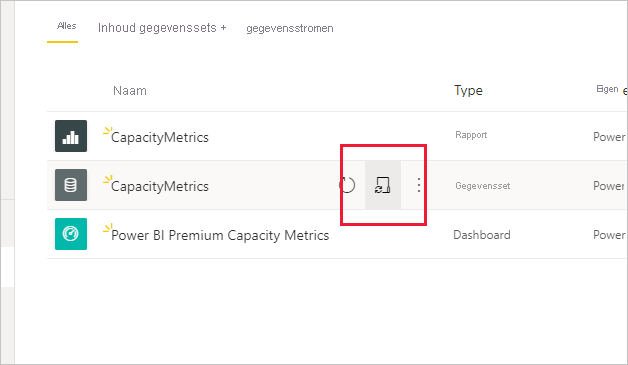 Alles Inhoud gegevenssets + gegevensstromen
Naam Type Eigen e
CapacityMetrics Rapport Power
CapacityMetrics Gegevensset Power
Power BI Premium Capacity Metrics Dashboard Power